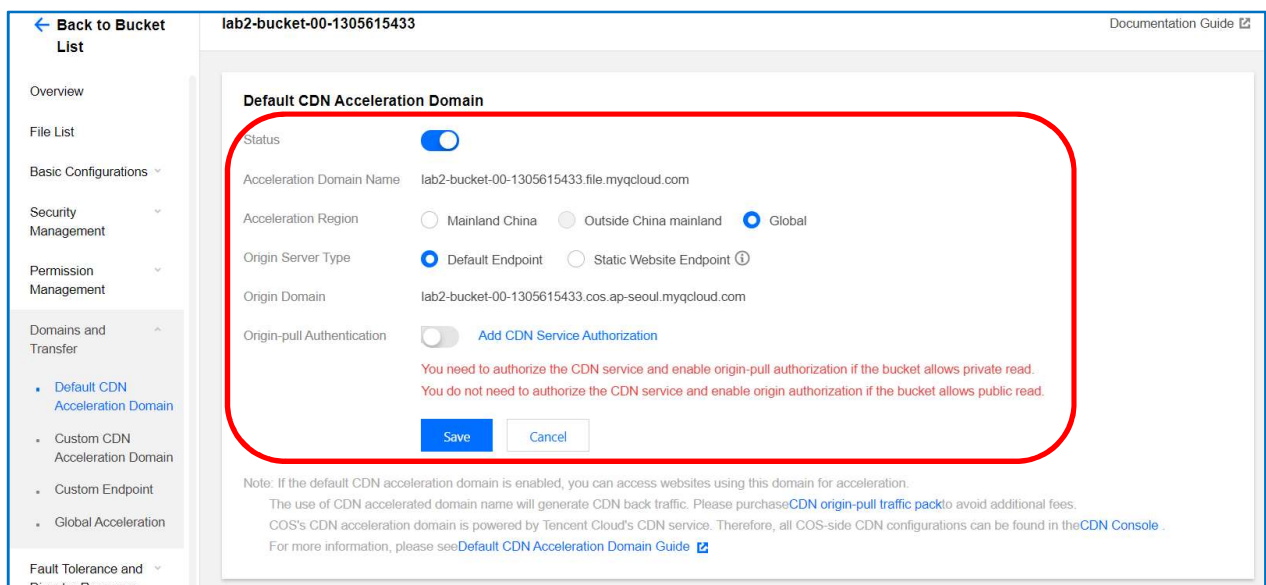 Back to Bucket
List
lab2-bucket-00-1305615433
Documentation Guide
Overview
File List
Basic Configurations
Security
Management
Permission
Management
Domains and
Transfer
Default CDN
Acceleration Domain
Custom CDN
Acceleration Domain
Custom Endpoint
Global Acceleration
Fault Tolerance and
Default CDN Acceleration Domain
Status
Acceleration Domain Name lab2-bucket-00-1305615433.file.myqcloud.com
Acceleration Region Mainland China Outside China mainland Global
Origin Server Type Default Endpoint Static Website Endpoint
Origin Domain lab2-bucket-00-1305615433.cos.ap-seoul.myqcloud.com
Origin-pull Authentication Add CDN Service Authorization
You need to authorize the CDN service and enable origin-pull authorization if the bucket allows private read.
You do not need to authorize the CDN service and enable origin authorization if the bucket allows public read.
Save Cancel
Note: If the default CDN acceleration domain is enabled, you can access websites using this domain for acceleration.
The use of CDN accelerated domain name will generate CDN back traffic. Please purchaseCDN origin-pull traffic packto avoid additional fees.
COS's CDN acceleration domain is powered by Tencent Cloud's CDN service. Therefore, all COS-side CDN configurations can be found in theCDN Console .
For more information, please seeDefault CDN Acceleration Domain Guide